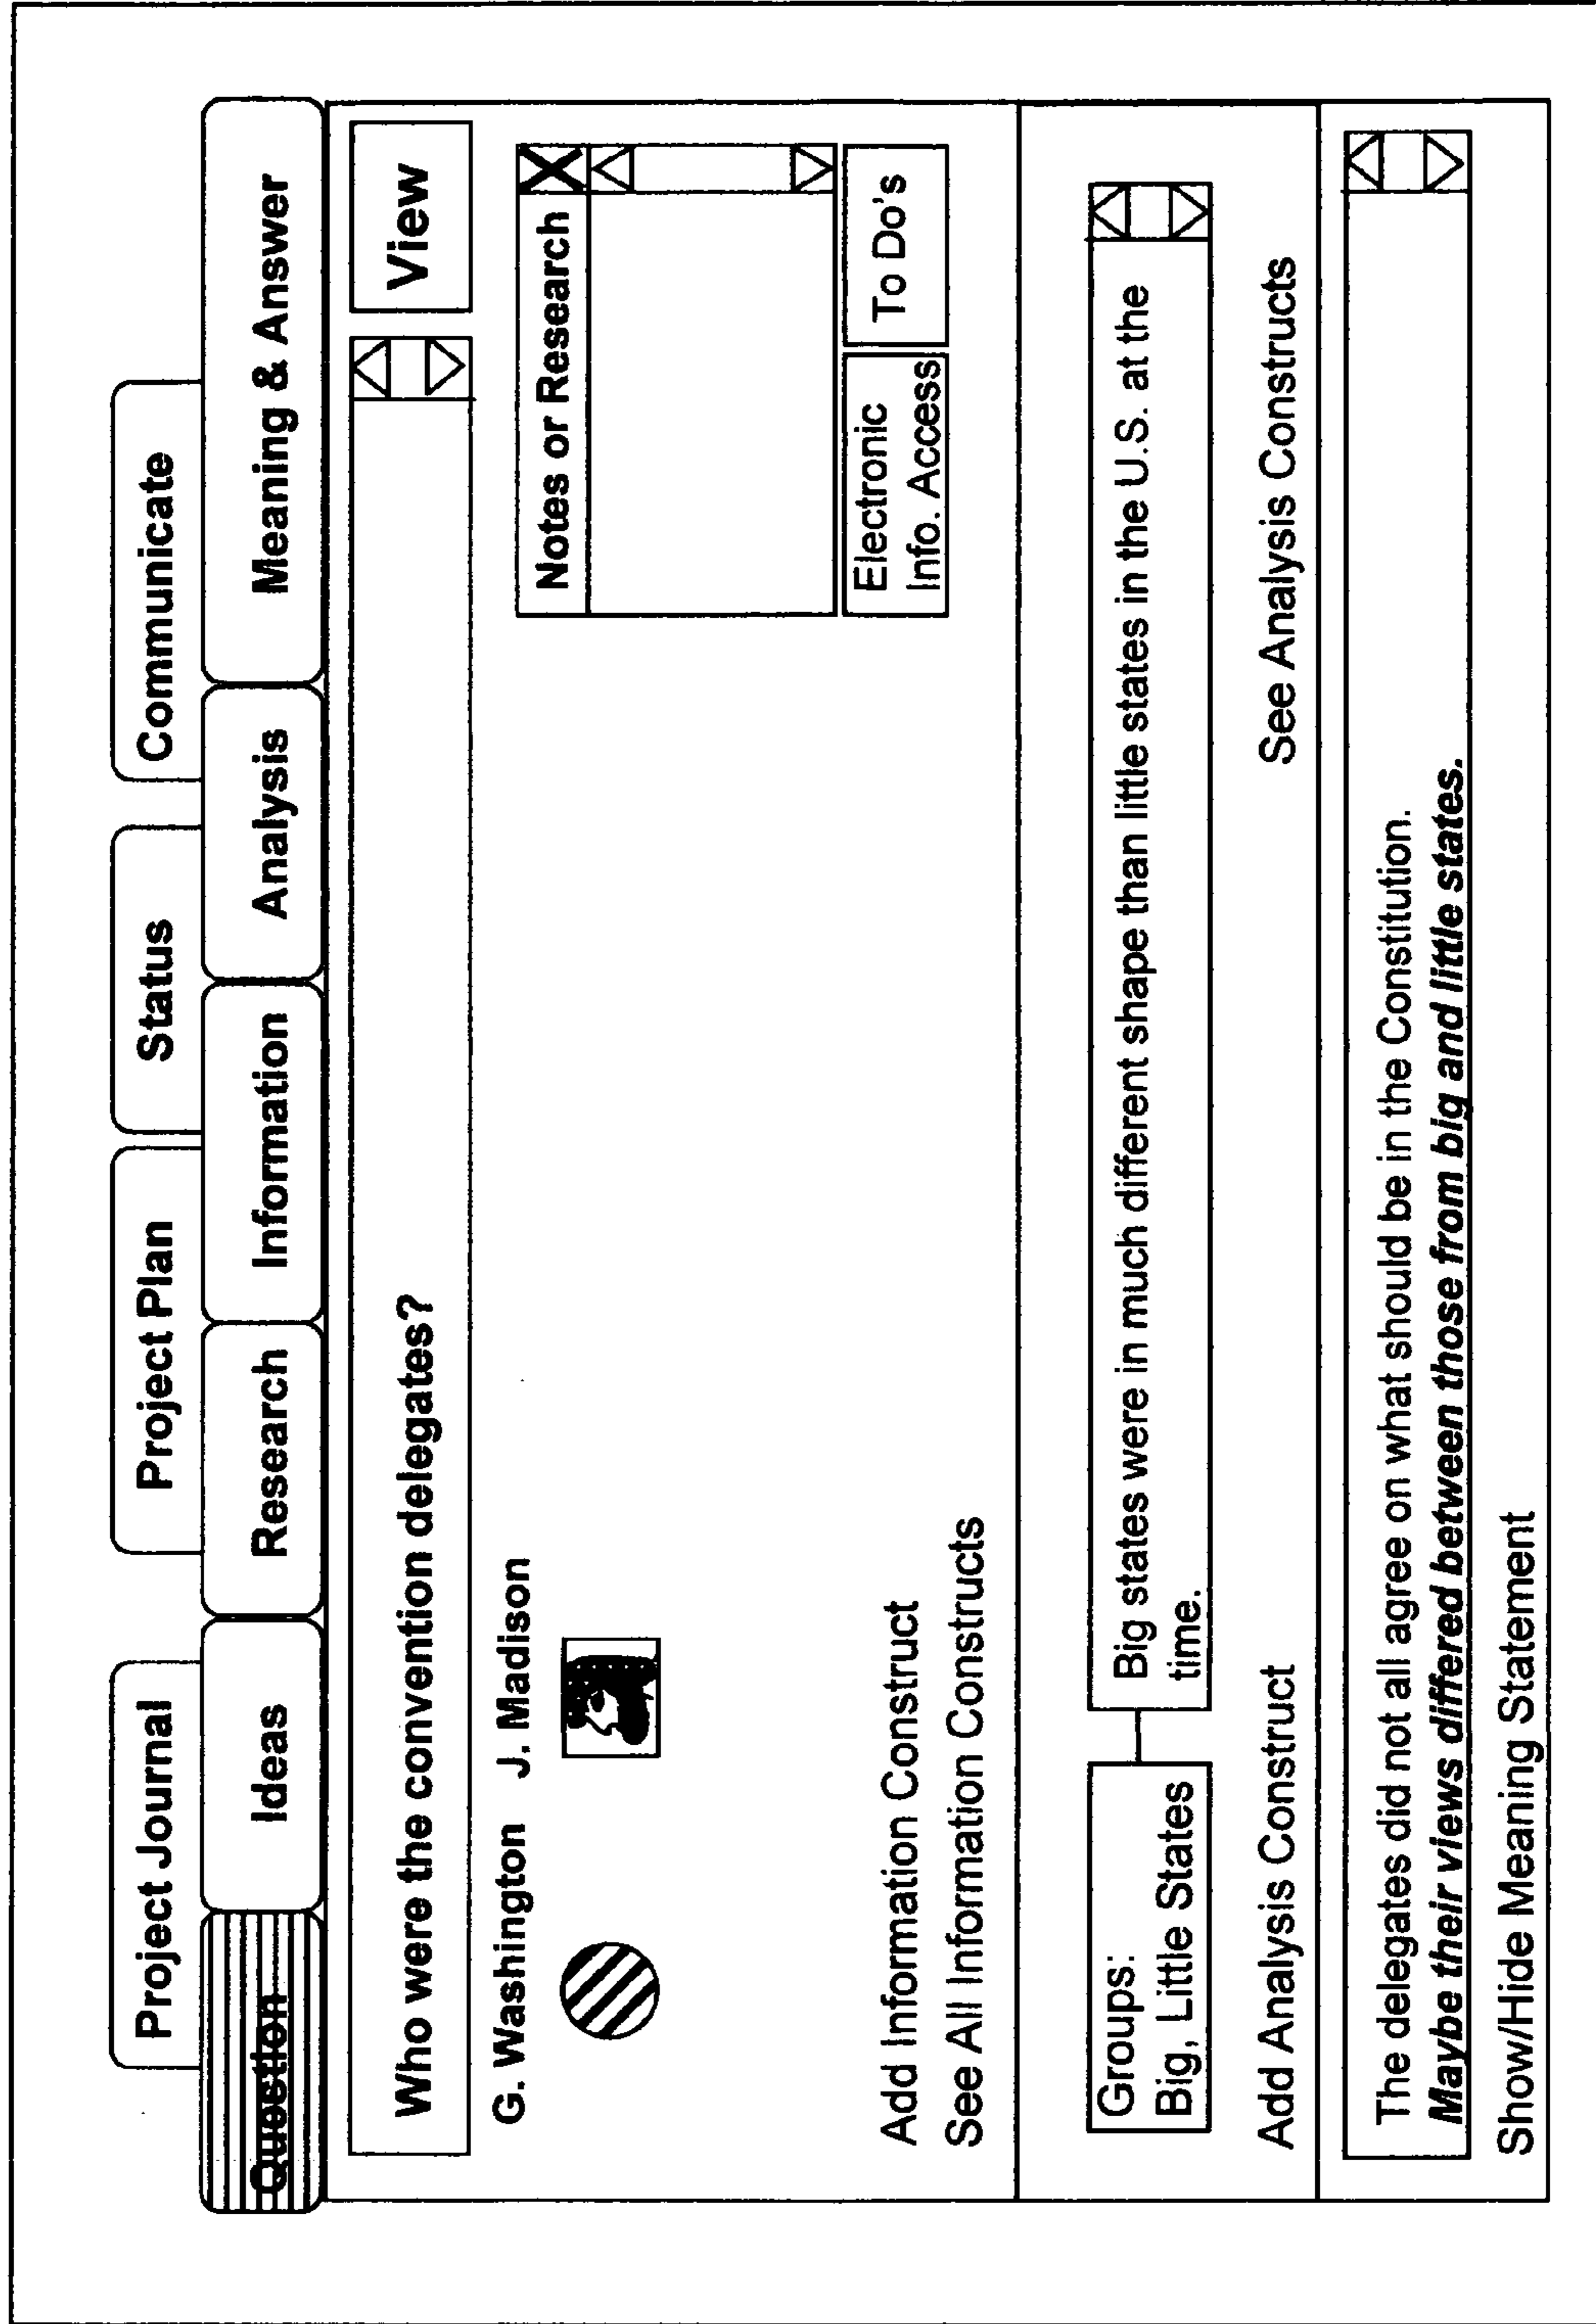 Project Journal
Project Plan
Status
Communicate
Question
Ideas
Research
Information
Analysis
Meaning & Answer
Who were the convention delegates?
View
G. Washington
J. Madison
Notes or Research
X
Electronic
Info. Access
To Do's
Add Information Construct
See All Information Constructs
Groups:
Big, Little States
Big states were in much different shape than little states in the U.S. at the
time.
Add Analysis Construct
See Analysis Constructs
The delegates did not all agree on what should be in the Constitution.
Maybe their views differed between those from big and little states.
Show/Hide Meaning Statement